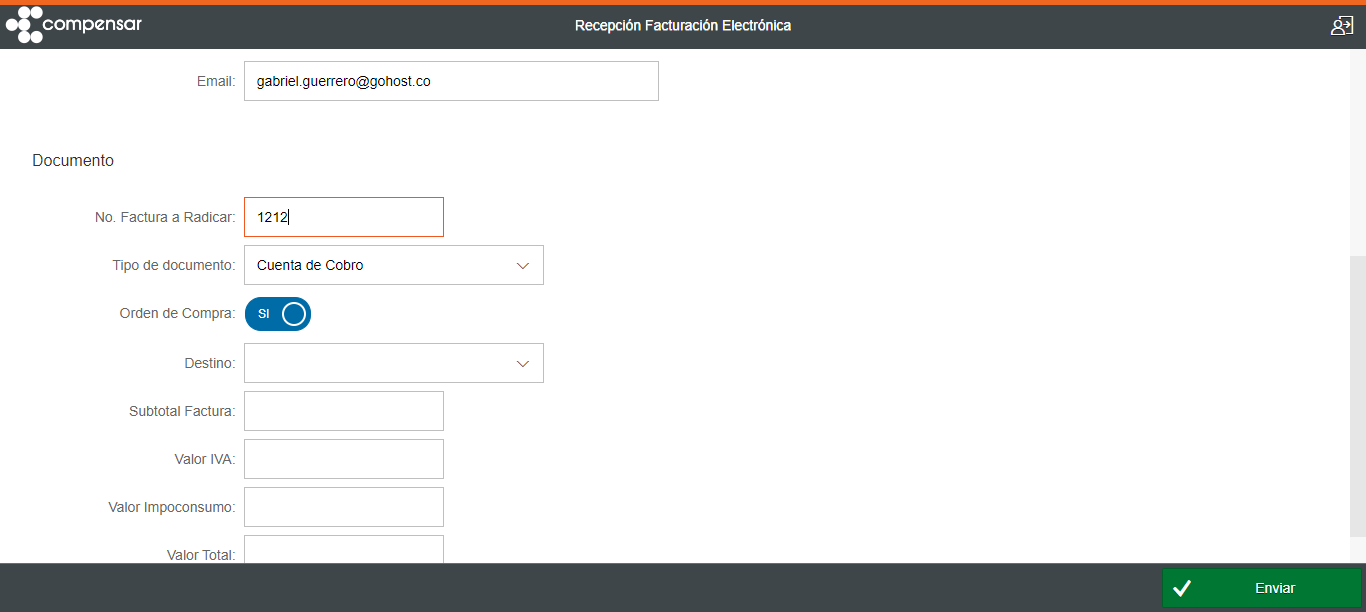 compensar
Recepción Facturación Electrónica
Email: gabriel.guerrero@gohost.co
Documento
No. Factura a Radicar: 1212
Tipo de documento: Cuenta de Cobro
Orden de Compra: SI
Destino:
Subtotal Factura:
Valor IVA:
Valor Impoconsumo:
Valor Total:
Enviar